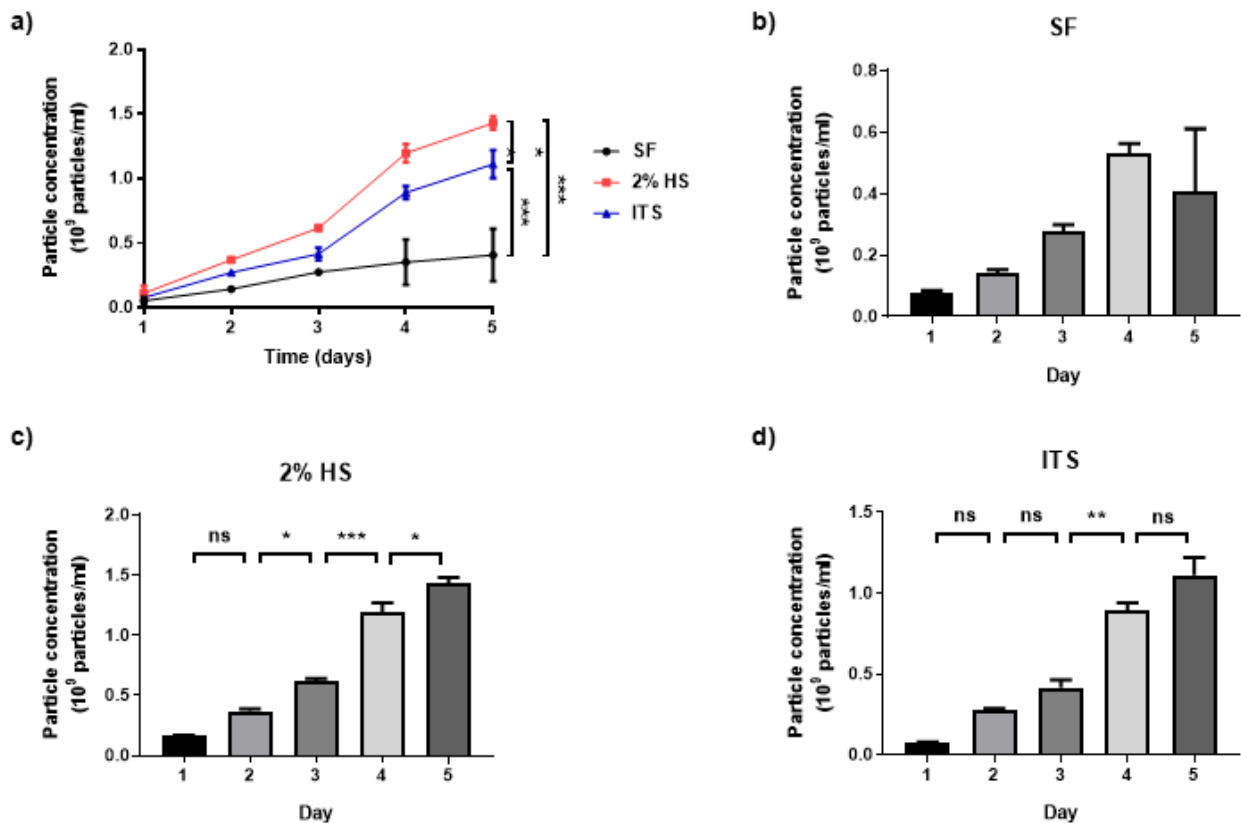 a)
2.0
1.5
1.0
0.5
0.0
Particle concentration
(10⁹ particles/ml)
1 2 3 4 5
Time (days)
*
***
*
***
SF
2% HS
ITS
b)
SF
0.8
0.6
0.4
0.2
0.0
Particle concentration
(10⁹ particles/ml)
1 2 3 4 5
Day
c)
2% HS
2.0
1.5
1.0
0.5
0.0
Particle concentration
(10⁹ particles/ml)
ns * *** *
1 2 3 4 5
Day
d)
ITS
1.5
1.0
0.5
0.0
Particle concentration
(10⁹ particles/ml)
ns ns ** ns
1 2 3 4 5
Day